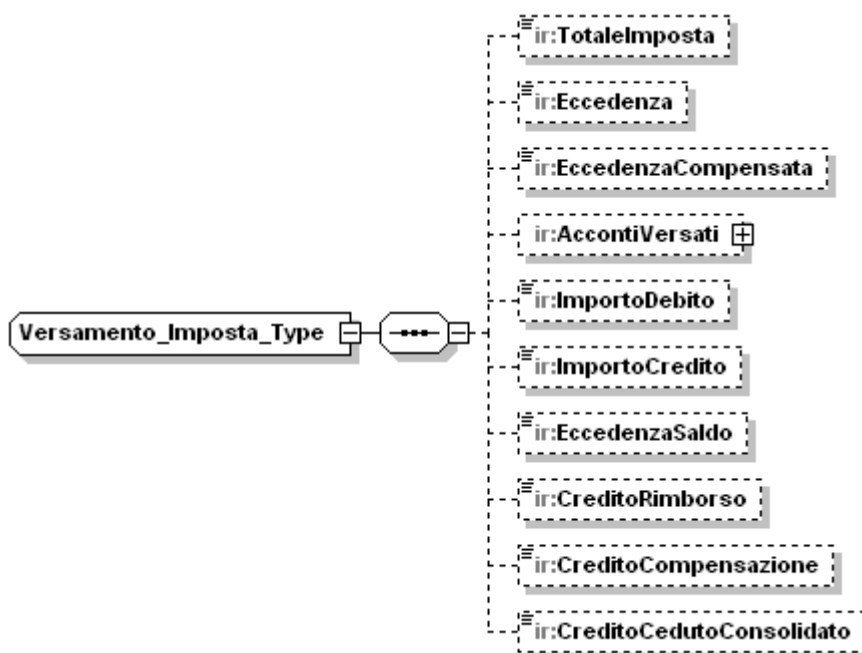 ir:TotaleImposta
ir:Eccedenza
ir:EccedenzaCompensata
ir:AccontiVersati
ir:ImportoDebito
Versamento_Imposta_Type
ir:ImportoCredito
ir:EccedenzaSaldo
ir:CreditoRimborso
ir:CreditoCompensazione
ir:CreditoCedutoConsolidato